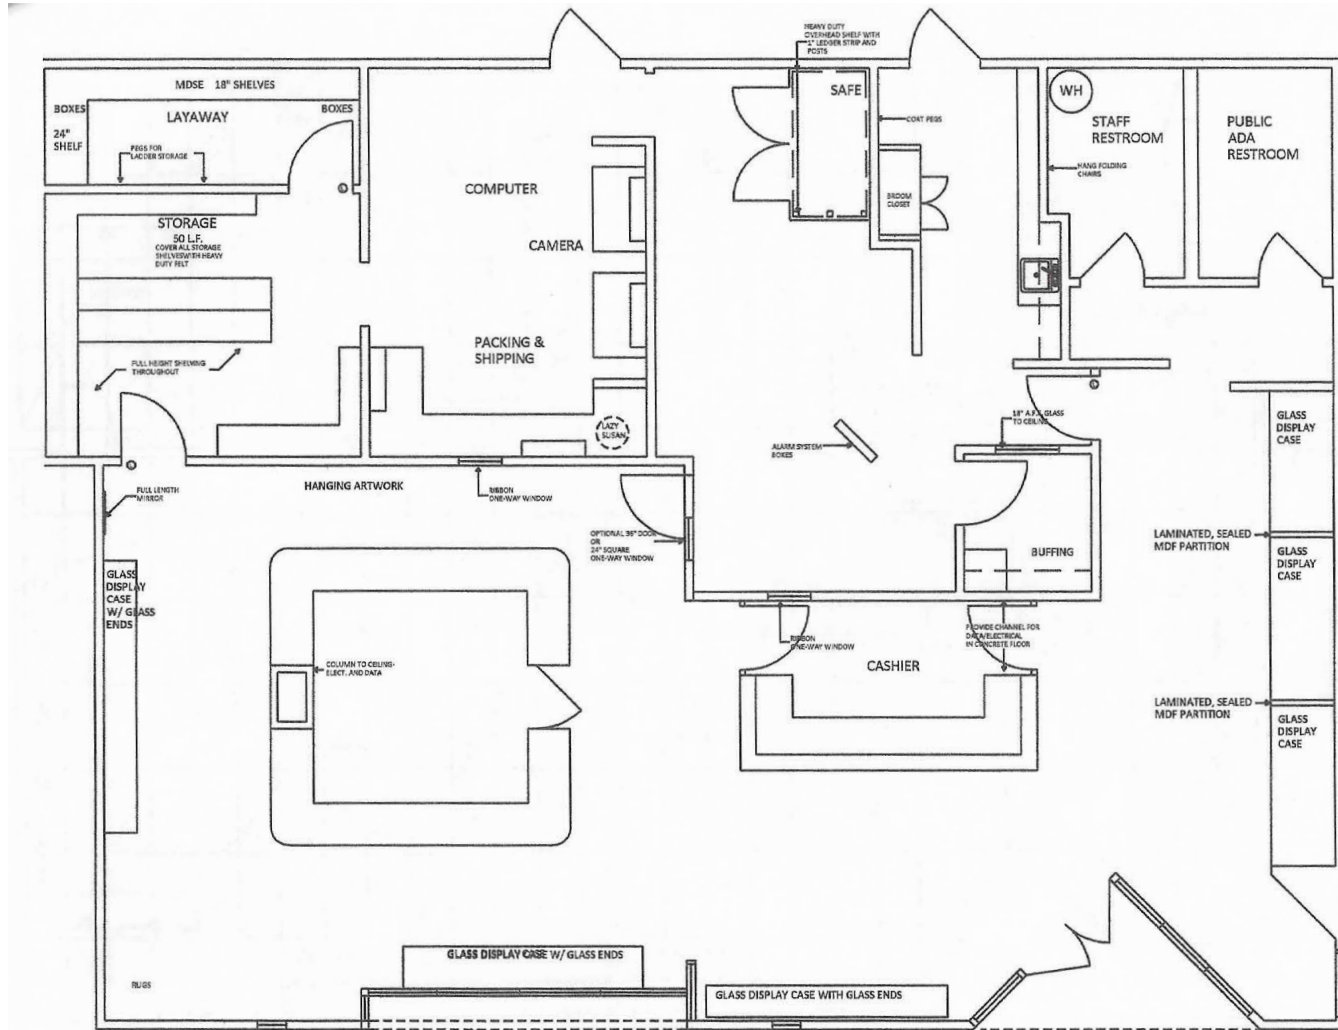 HEAVY DUTY
OVERHEAD SHELF WITH
1" LEDGER STRIP AND
POSTS
MDSE 18" SHELVES
BOXES
BOXES
LAYAWAY
24"
SHELF
PEGS FOR
LADDER STORAGE
SAFE
COAT PEGS
WH
STAFF
RESTROOM
PUBLIC
ADA
RESTROOM
HANG FOLDING
CHAIRS
BROOM
CLOSET
COMPUTER
CAMERA
STORAGE
50 L.F.
COVER ALL STORAGE
SHELVES WITH HEAVY
DUTY FELT
PACKING &
SHIPPING
FULL HEIGHT SHELVING
THROUGHOUT
LAZY
SUSAN
ALARM SYSTEM
BOXES
18" GLASS
TO CEILING
GLASS
DISPLAY
CASE
FULL LENGTH
MIRROR
HANGING ARTWORK
RIBBON
ONE-WAY WINDOW
OPTIONAL 36" DOOR
OR
24" SQUARE
ONE-WAY WINDOW
BUFFING
LAMINATED, SEALED
MDF PARTITION
GLASS
DISPLAY
CASE
GLASS
DISPLAY
CASE
W/ GLASS
ENDS
COLUMN TO CEILING-
ELECT. AND DATA
RIBBON
ONE-WAY WINDOW
PROVIDE CHANNEL FOR
DATA/ELECTRICAL
IN CONCRETE FLOOR
CASHIER
LAMINATED, SEALED
MDF PARTITION
GLASS
DISPLAY
CASE
GLASS DISPLAY CASE W/ GLASS ENDS
RUGS
GLASS DISPLAY CASE WITH GLASS ENDS